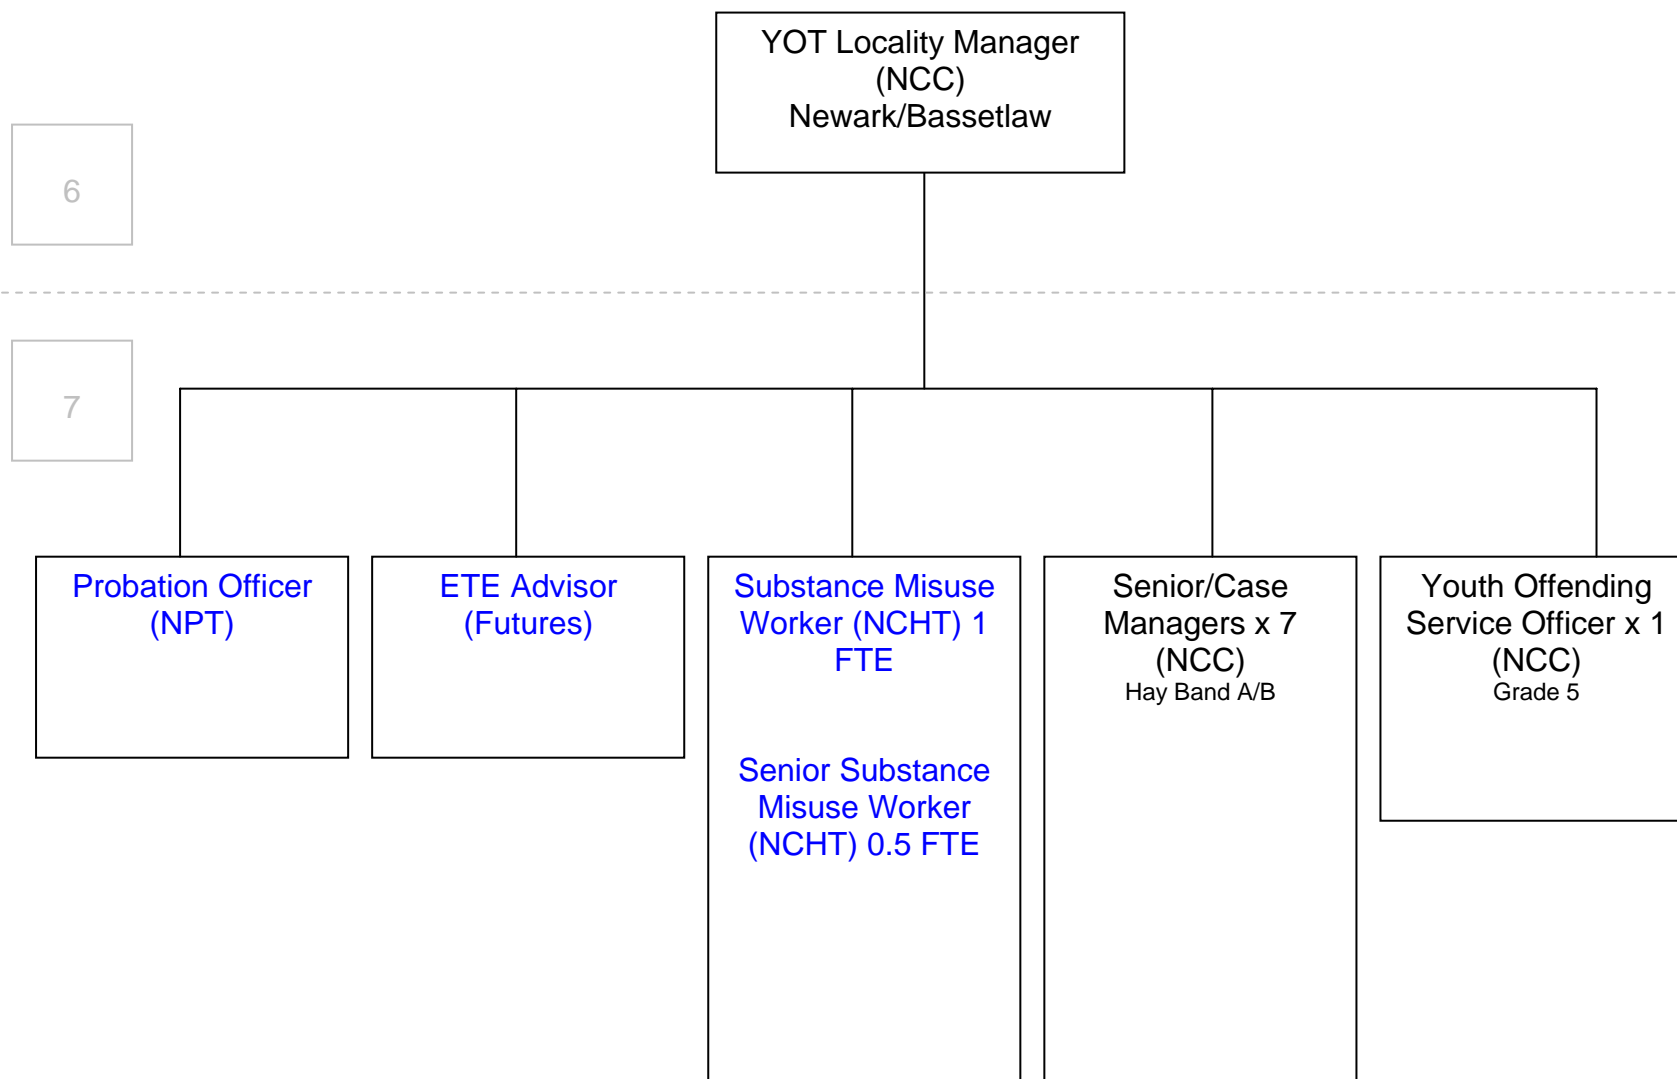 YOT Locality Manager
(NCC)
Newark/Bassetlaw
6
7
Probation Officer
(NPT)
ETE Advisor
(Futures)
Substance Misuse
Worker (NCHT) 1
FTE
Senior Substance
Misuse Worker
(NCHT) 0.5 FTE
Senior/Case
Managers x 7
(NCC)
Hay Band A/B
Youth Offending
Service Officer x 1
(NCC)
Grade 5